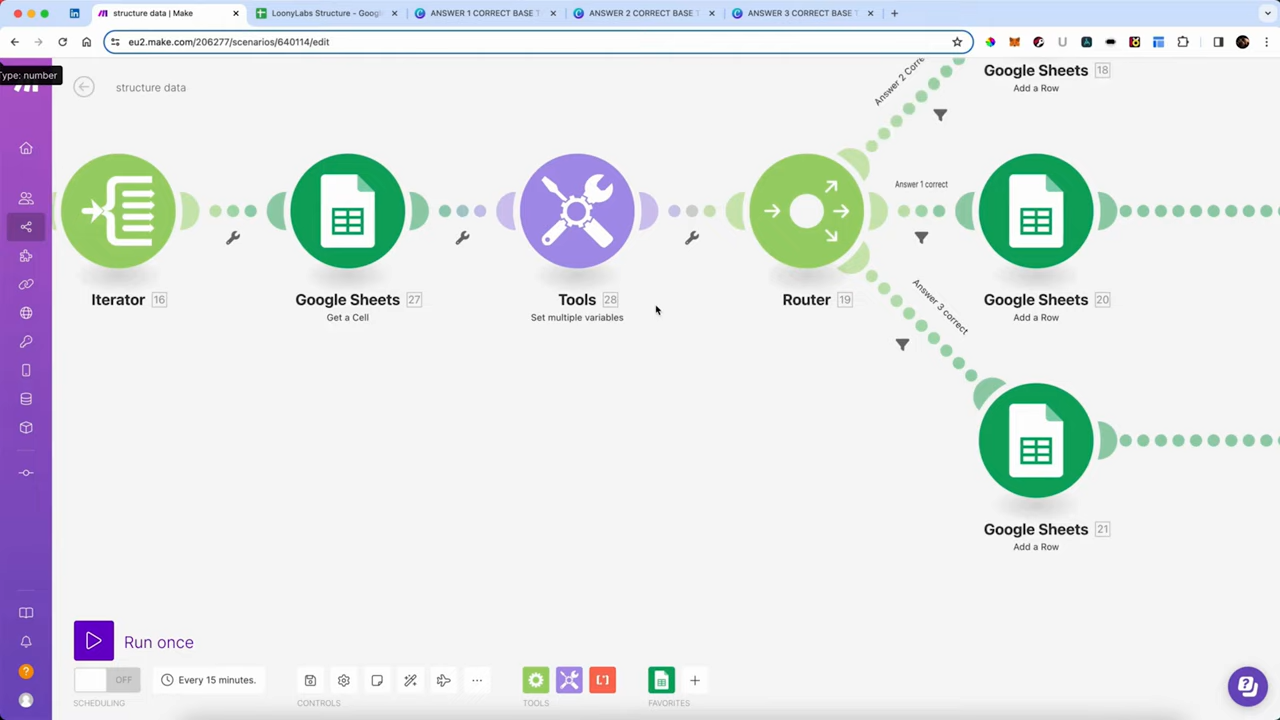 structure data | Make
LoonyLabs Structure - Google
ANSWER 1 CORRECT BASE T
ANSWER 2 CORRECT BASE T
ANSWER 3 CORRECT BASE T
eu2.make.com/206277/scenarios/640114/edit
Type: number
structure data
Answer 2 Corre
Google Sheets 18
Add a Row
Answer 1 correct
Iterator 16
Google Sheets 27
Get a Cell
Tools 28
Set multiple variables
Router 19
Answer 3 correct
Google Sheets 20
Add a Row
Google Sheets 21
Add a Row
Run once
OFF
Every 15 minutes.
SCHEDULING
CONTROLS
TOOLS
FAVORITES